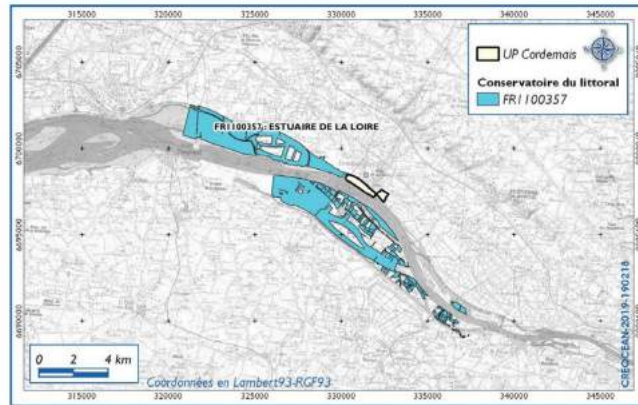 315000 320000 325000 330000 335000 340000 345000
UP Cordemais
Conservatoire du littoral
FR1100357
FR1100357 : ESTUAIRE DE LA LOIRE
6705000
6700000
6695000
6690000
0 2 4 km
Coordonnées en Lambert93-RGF93
CREOCEAN-2019-190218
315000 320000 325000 330000 335000 340000 345000